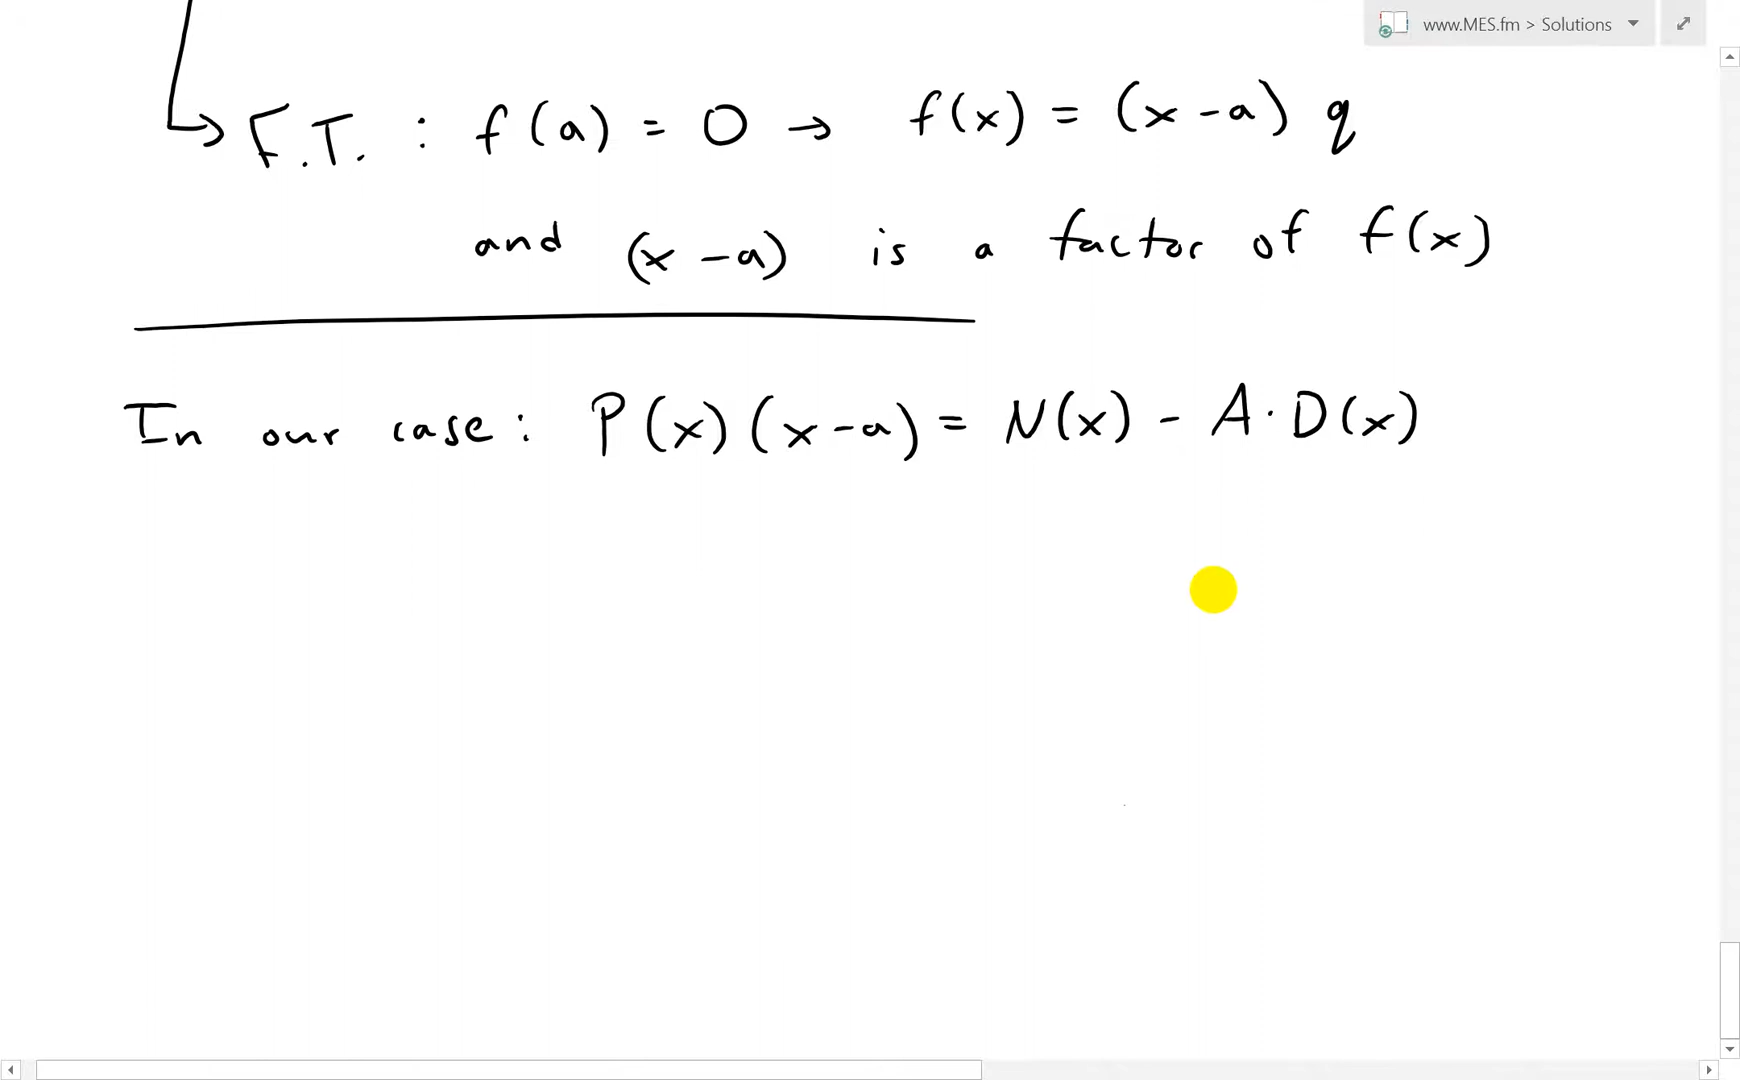 www.MES.fm > Solutions
F.T. : f(a) = 0 → f(x) = (x-a) q
and (x-a) is a factor of f(x)
In our case: P(x)(x-a) = N(x) - A·D(x)